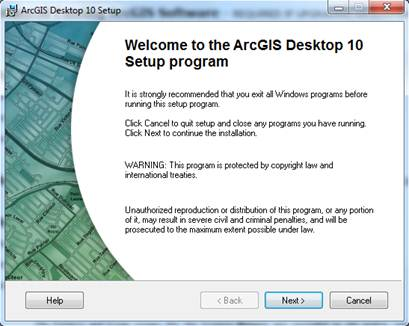 ArcGIS Desktop 10 Setup
Welcome to the ArcGIS Desktop 10
Setup program
It is strongly recommended that you exit all Windows programs before
running this setup program.
Click Cancel to quit setup and close any programs you have running.
Click Next to continue the installation.
WARNING: This program is protected by copyright law and
international treaties.
Unauthorized reproduction or distribution of this program, or any portion
of it, may result in severe civil and criminal penalties, and will be
prosecuted to the maximum extent possible under law.
Help
< Back
Next >
Cancel